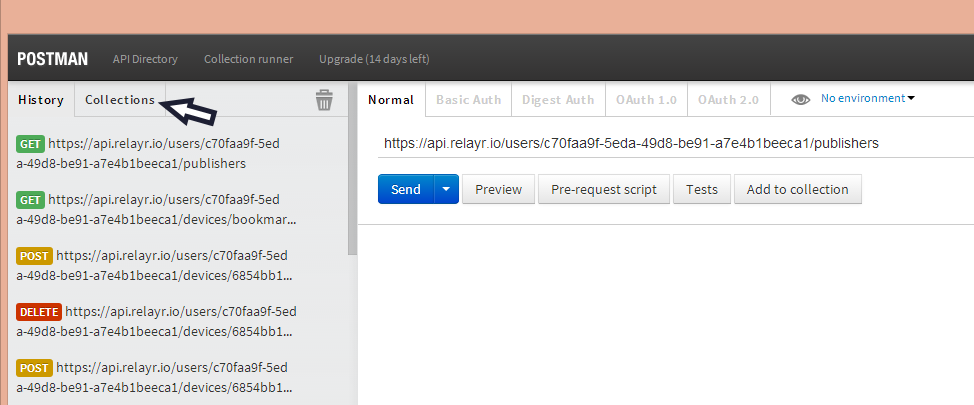 POSTMAN API Directory Collection runner Upgrade (14 days left)
History Collections
GET https://api.relayr.io/users/c70faa9f-5ed
a-49d8-be91-a7e4b1beeca1/publishers
GET https://api.relayr.io/users/c70faa9f-5ed
a-49d8-be91-a7e4b1beeca1/devices/bookmar...
POST https://api.relayr.io/users/c70faa9f-5ed
a-49d8-be91-a7e4b1beeca1/devices/6854bb1...
DELETE https://api.relayr.io/users/c70faa9f-5ed
a-49d8-be91-a7e4b1beeca1/devices/6854bb1...
POST https://api.relayr.io/users/c70faa9f-5ed
a-49d8-be91-a7e4b1beeca1/devices/6854bb1...
Normal Basic Auth Digest Auth OAuth 1.0 OAuth 2.0 No environment
https://api.relayr.io/users/c70faa9f-5eda-49d8-be91-a7e4b1beeca1/publishers
Send Preview Pre-request script Tests Add to collection